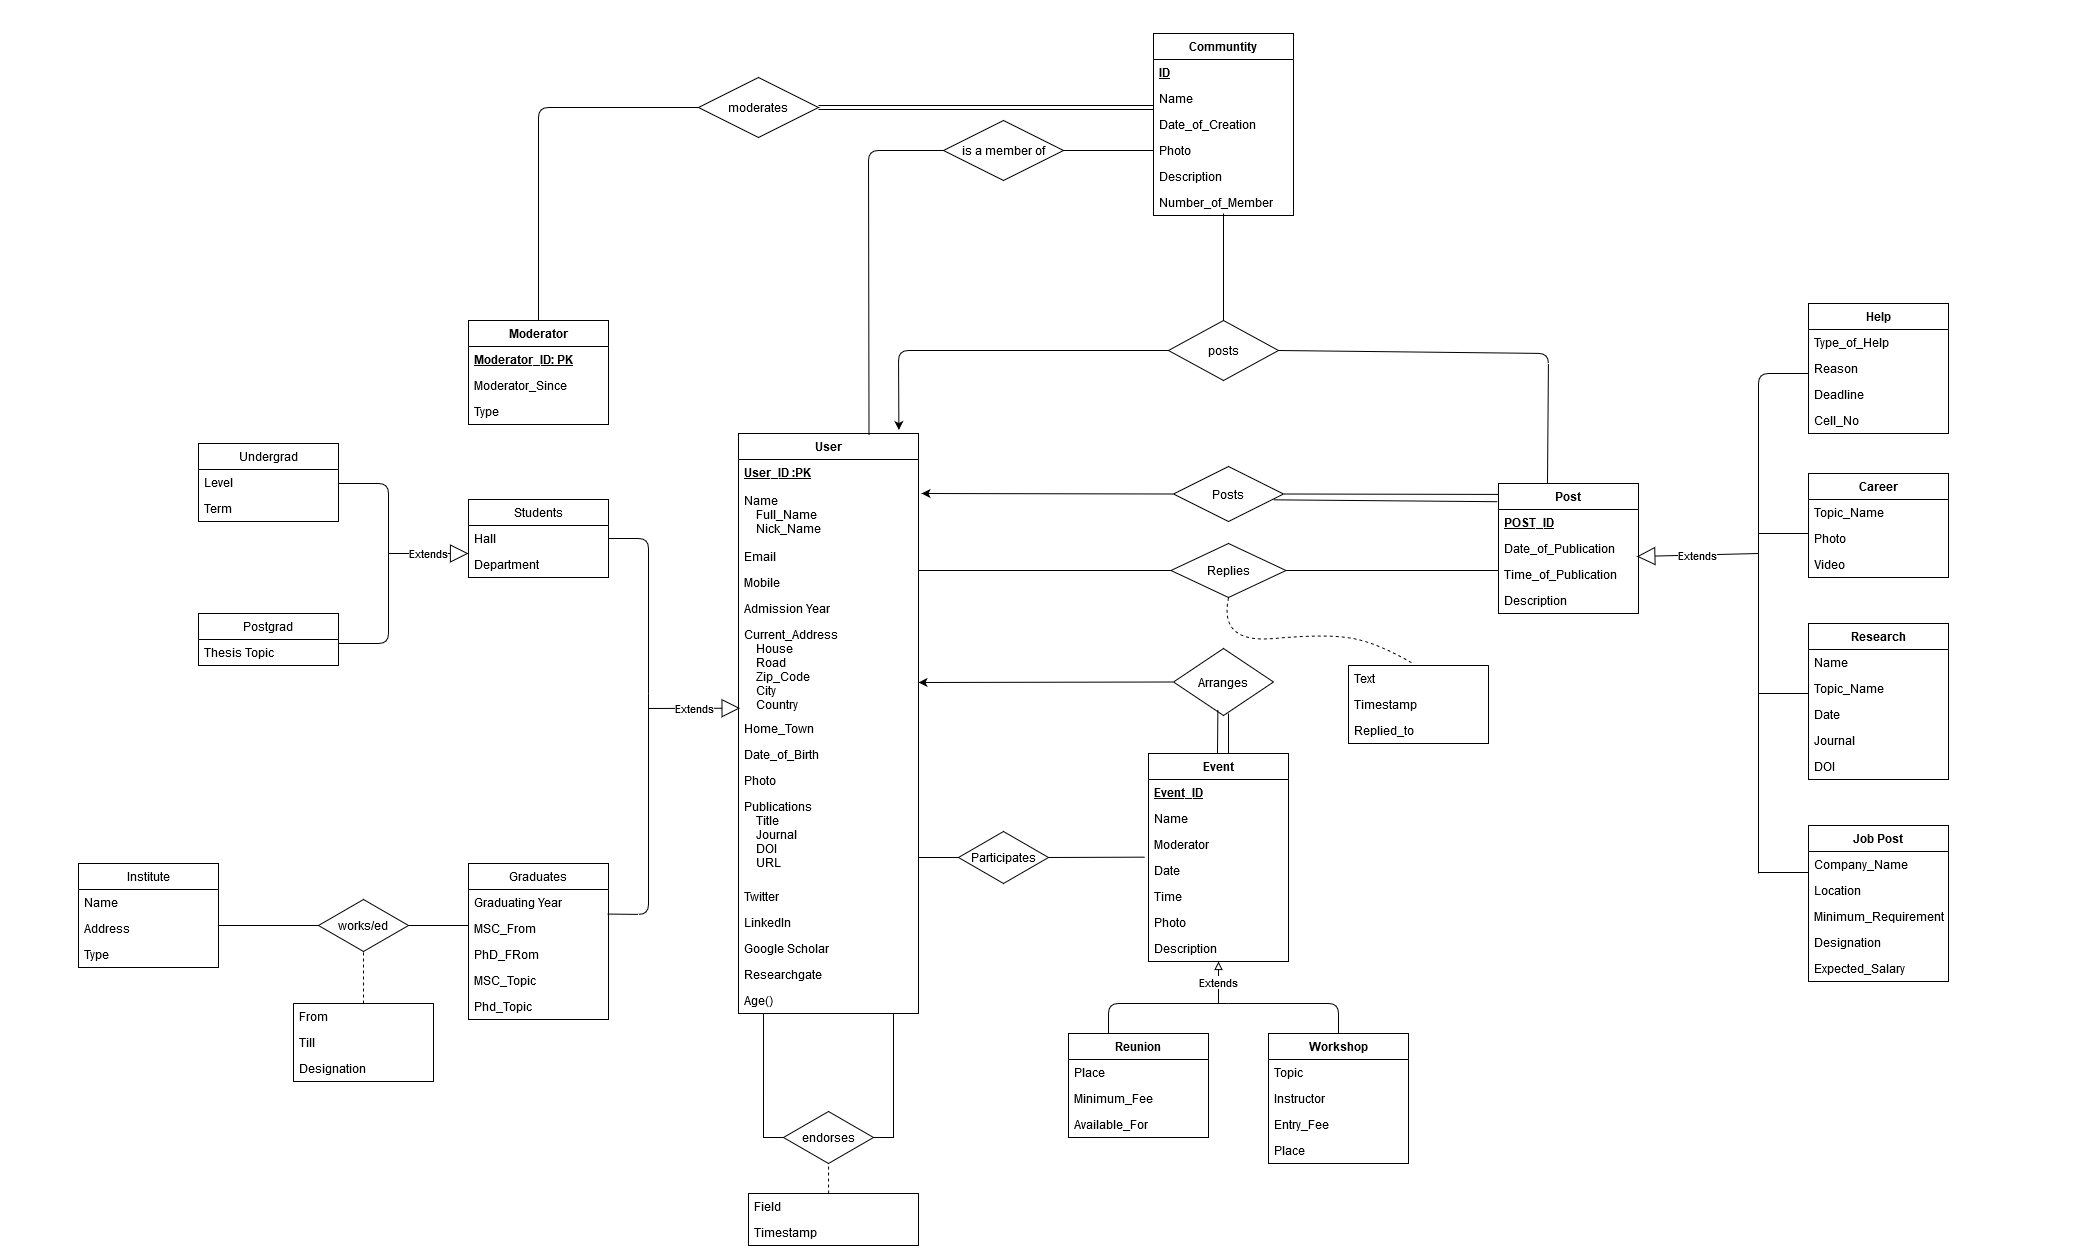 Communtity
ID
Name
Date_of_Creation
Photo
Description
Number_of_Member
moderates
is a member of
Moderator
Moderator_ID: PK
Moderator_Since
Type
posts
Help
Type_of_Help
Reason
Deadline
Cell_No
Undergrad
Level
Term
Students
Hall
Department
Extends
Postgrad
Thesis Topic
Extends
User
User_ID :PK
Name
Full_Name
Nick_Name
Email
Mobile
Admission Year
Current_Address
House
Road
Zip_Code
City
Country
Home_Town
Date_of_Birth
Photo
Publications
Title
Journal
DOI
URL
Twitter
LinkedIn
Google Scholar
Researchgate
Age()
Posts
Replies
Arranges
Post
POST_ID
Date_of_Publication
Time_of_Publication
Description
Extends
Career
Topic_Name
Photo
Video
Text
Timestamp
Replied_to
Research
Name
Topic_Name
Date
Journal
DOI
Event
Event_ID
Name
Moderator
Date
Time
Photo
Description
Participates
Job Post
Company_Name
Location
Minimum_Requirement
Designation
Expected_Salary
Institute
Name
Address
Type
works/ed
Graduates
Graduating Year
MSC_From
PhD_FRom
MSC_Topic
Phd_Topic
From
Till
Designation
Extends
Reunion
Place
Minimum_Fee
Available_For
Workshop
Topic
Instructor
Entry_Fee
Place
endorses
Field
Timestamp